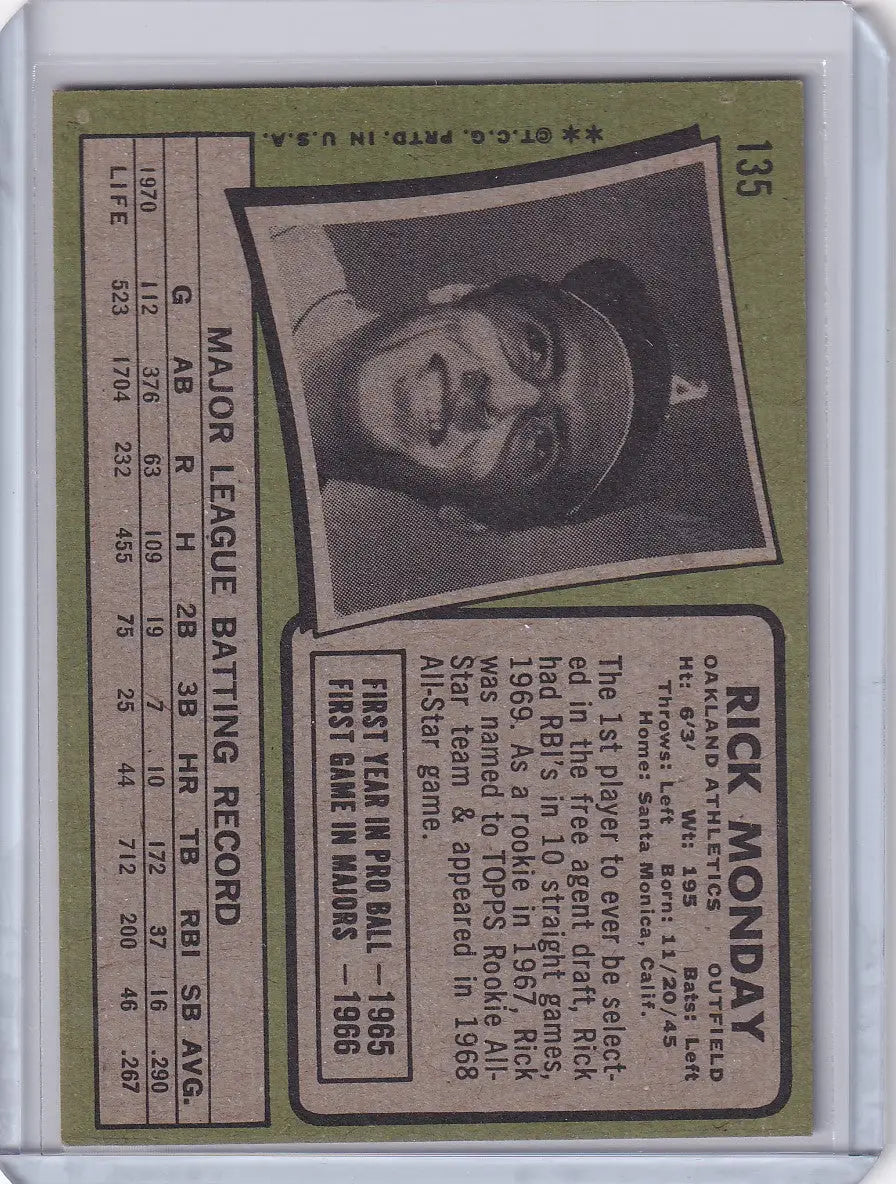 135
**©T.C.G. PRTD. IN U.S.A.
A
RICK MONDAY
OAKLAND ATHLETICS OUTFIELD
Ht: 6'3' Wt: 195 Bats: Left
Throws: Left Born: 11/20/45
Home: Santa Monica, Calif.
The 1st player to ever be select-
ed in the free agent draft, Rick
had RBI's in 10 straight games,
1969. As a rookie in 1967, Rick
was named to TOPPS Rookie All-
Star team & appeared in 1968
All-Star game.
FIRST YEAR IN PRO BALL —1965
FIRST GAME IN MAJORS —1966
MAJOR LEAGUE BATTING RECORD
G AB R H 2B 3B HR TB RBI SB AVG.
1970 112 376 63 109 19 7 10 172 37 16 .290
LIFE 523 1704 232 455 75 25 44 712 200 46 .267